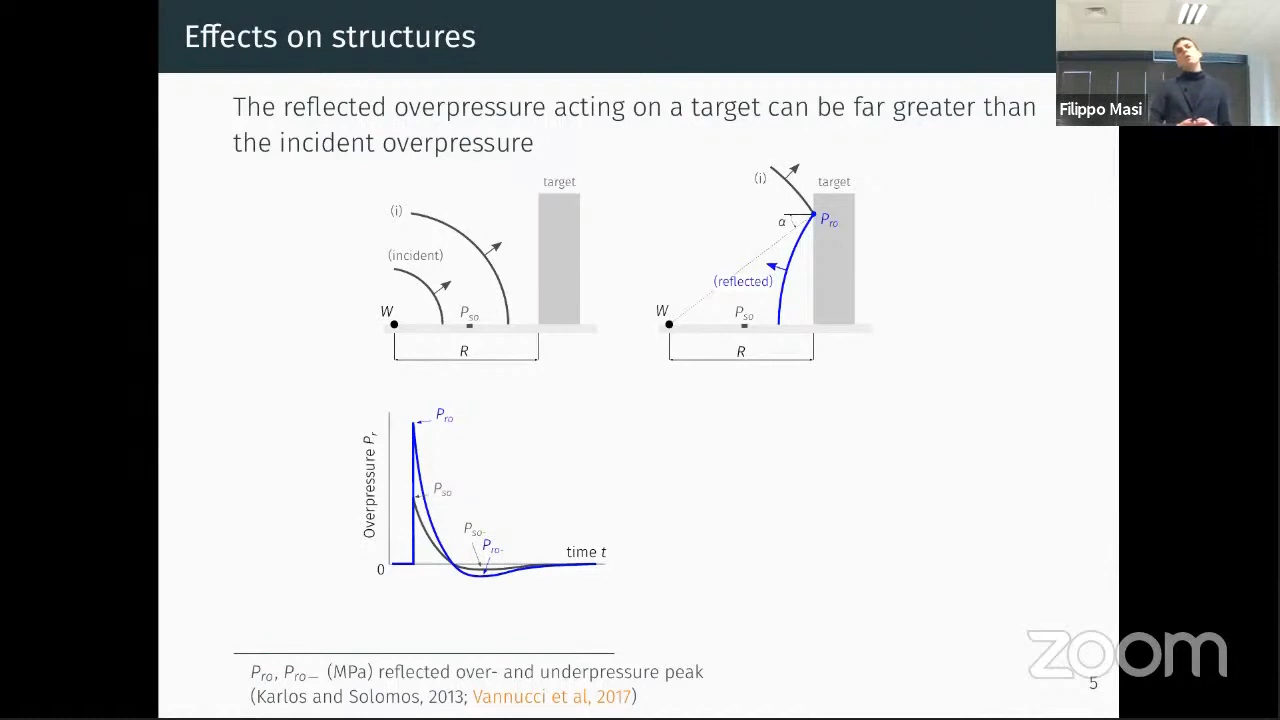 Effects on structures
Filippo Masi
The reflected overpressure acting on a target can be far greater than
the incident overpressure
target
(i)
(incident)
W
Pso
R
(i)
target
α
Pro
(reflected)
W
Pso
R
Overpressure Pr
Pro
Pso
Pso-
Pro-
time t
0
Pro, Pro− (MPa) reflected over- and underpressure peak
(Karlos and Solomos, 2013; Vannucci et al, 2017)
zoom
5